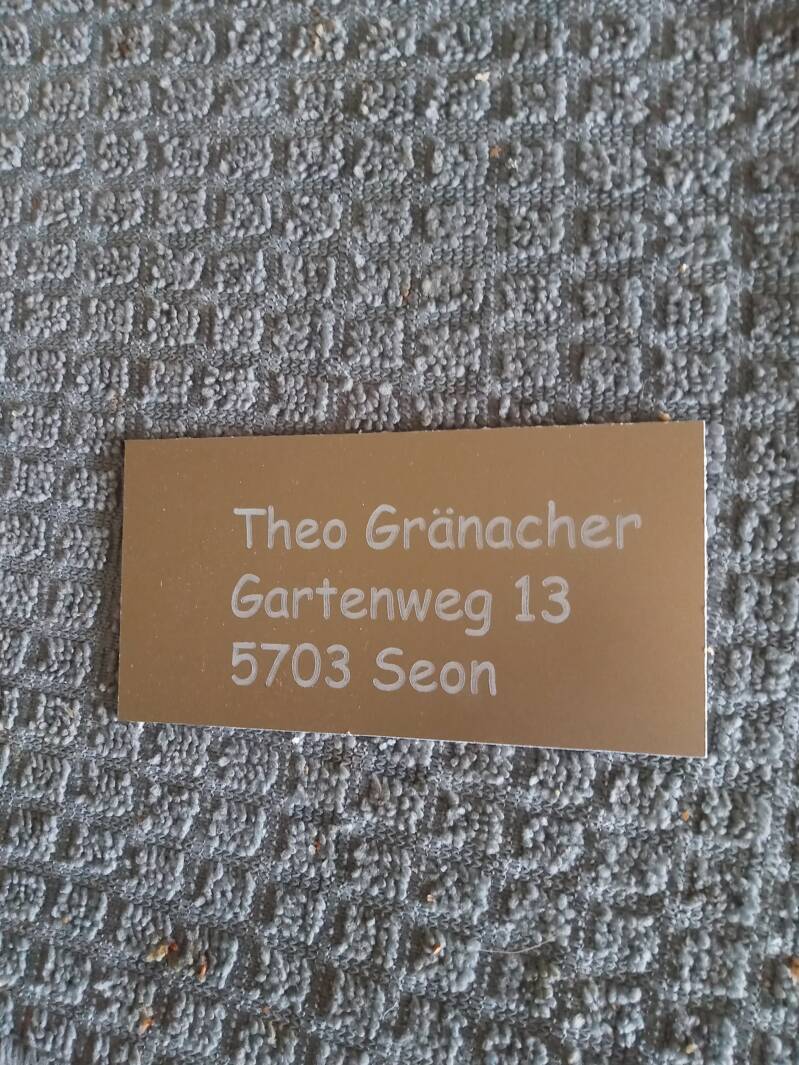 Theo Gränacher
Gartenweg 13
5703 Seon